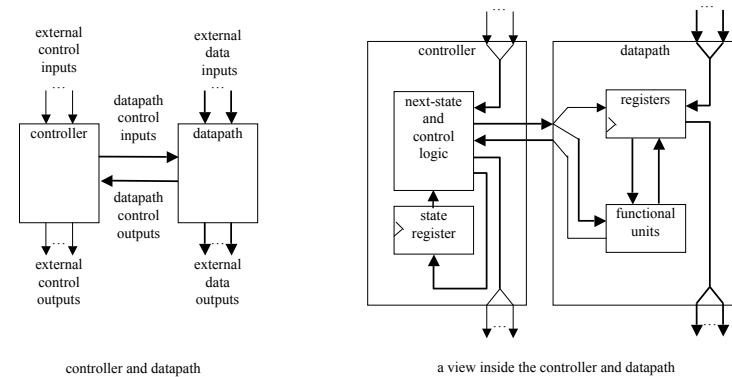 external
control
inputs
external
data
inputs
...
...
datapath
control
inputs
controller
datapath
datapath
control
outputs
...
...
external
control
outputs
external
data
outputs
controller and datapath
...
...
controller
datapath
next-state
and
control
logic
registers
state
register
functional
units
...
...
a view inside the controller and datapath